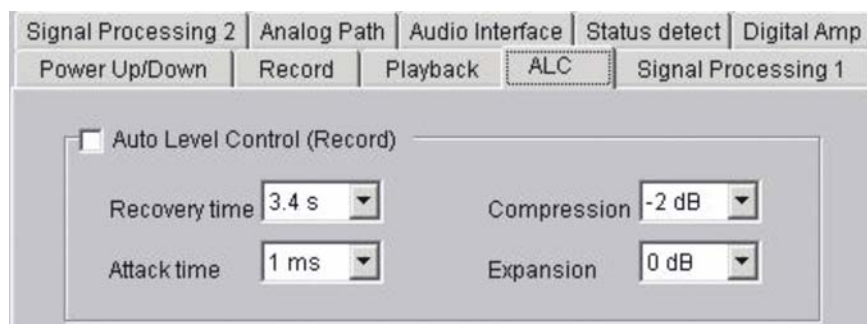 Signal Processing 2 Analog Path Audio Interface Status detect Digital Amp
Power Up/Down Record Playback ALC Signal Processing 1
Auto Level Control (Record)
Recovery time 3.4 s Compression -2 dB
Attack time 1 ms Expansion 0 dB